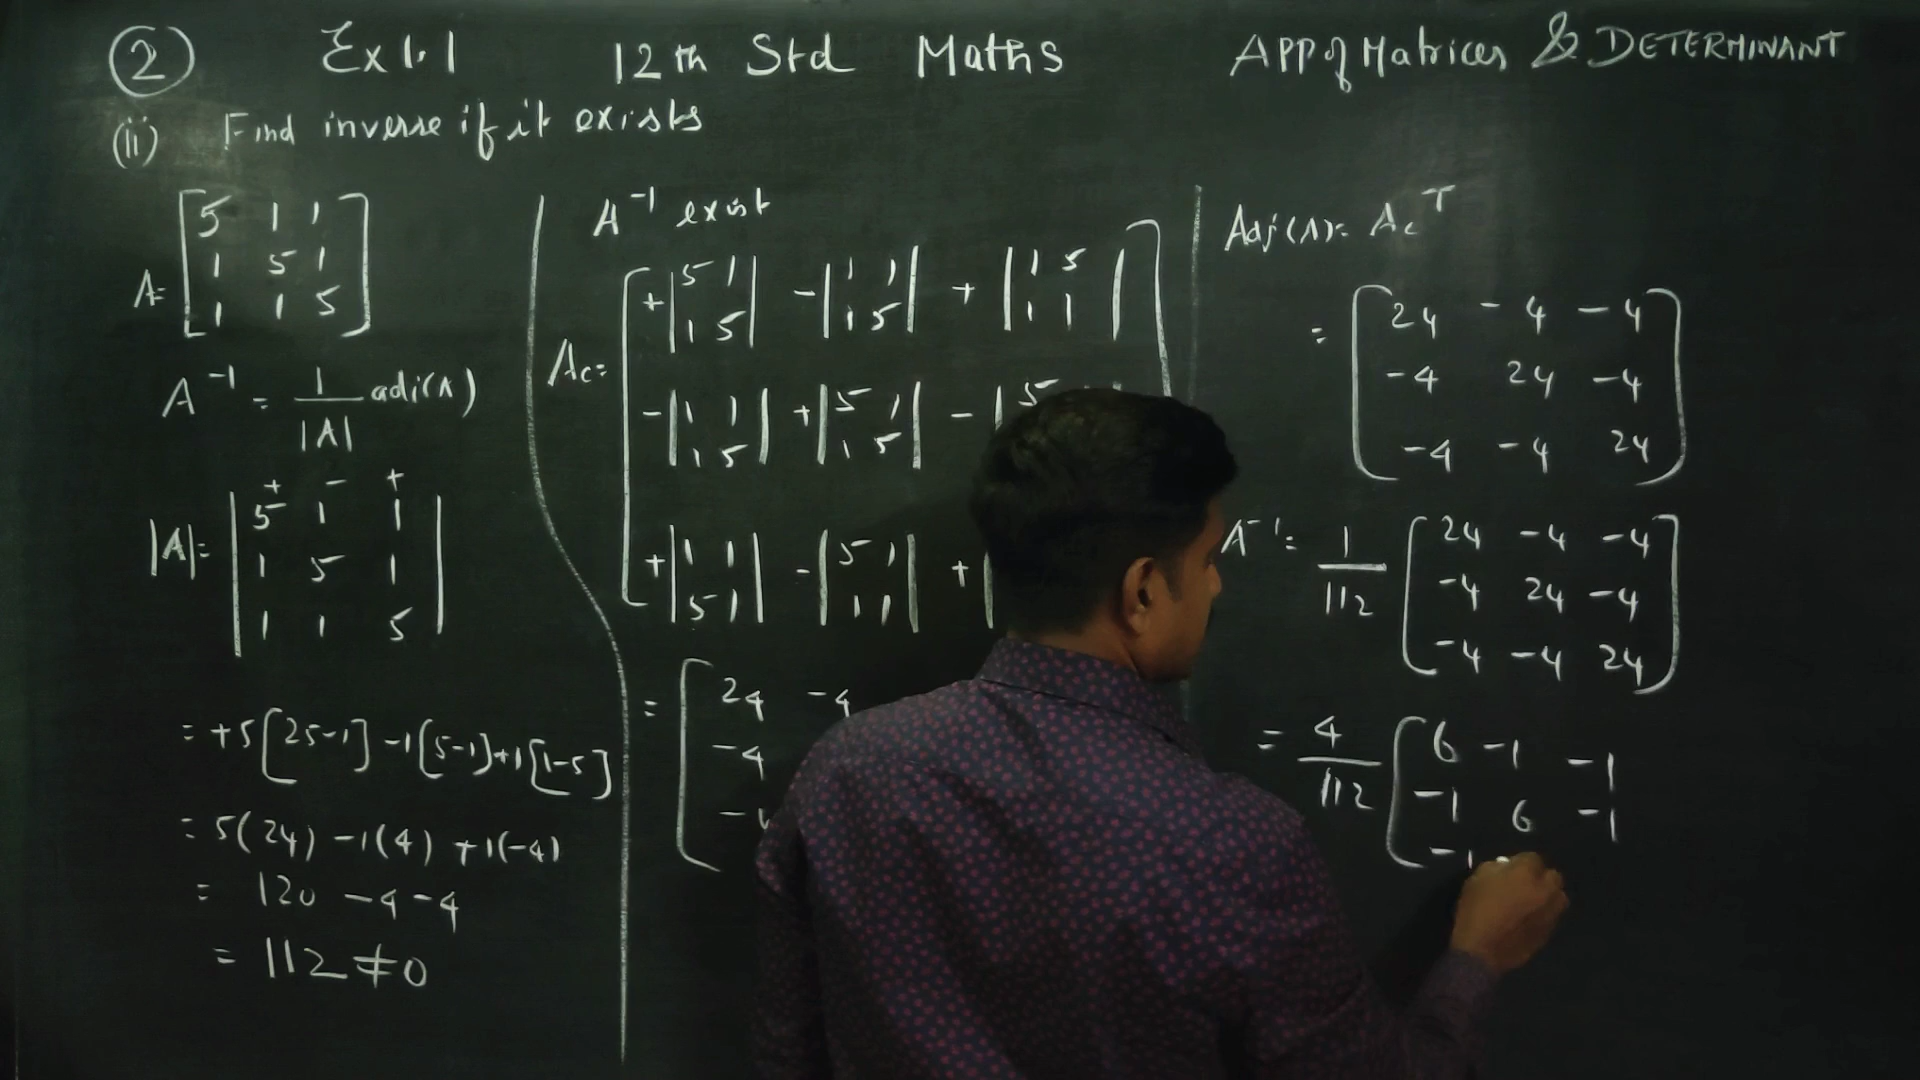 2 Ex 1.1 12th Std Maths APP of Matrices & DETERMINANT
(ii) Find inverse if it exists
A = [5 1 1
1 5 1
1 1 5]
A⁻¹ = 1/|A| adj(A)
+ - +
|A| = |5 1 1|
|1 5 1|
|1 1 5|
= +5[25-1] -1[5-1]+1[1-5]
= 5(24) -1(4) +1(-4)
= 120 -4 -4
= 112 ≠ 0
A⁻¹ exist
Ac = [+|5 1; 1 5| -|1 1; 1 5| +|1 5; 1 1|
-|1 1; 1 5| +|5 1; 1 5| -|5
+|1 1; 5 1| -|5 1; 1 1| +|
= [24 -4
-4
-4
Adj(A) = Acᵀ
= [24 -4 -4
-4 24 -4
-4 -4 24]
A⁻¹ = 1/112 [24 -4 -4
-4 24 -4
-4 -4 24]
= 4/112 [6 -1 -1
-1 6 -1
-1